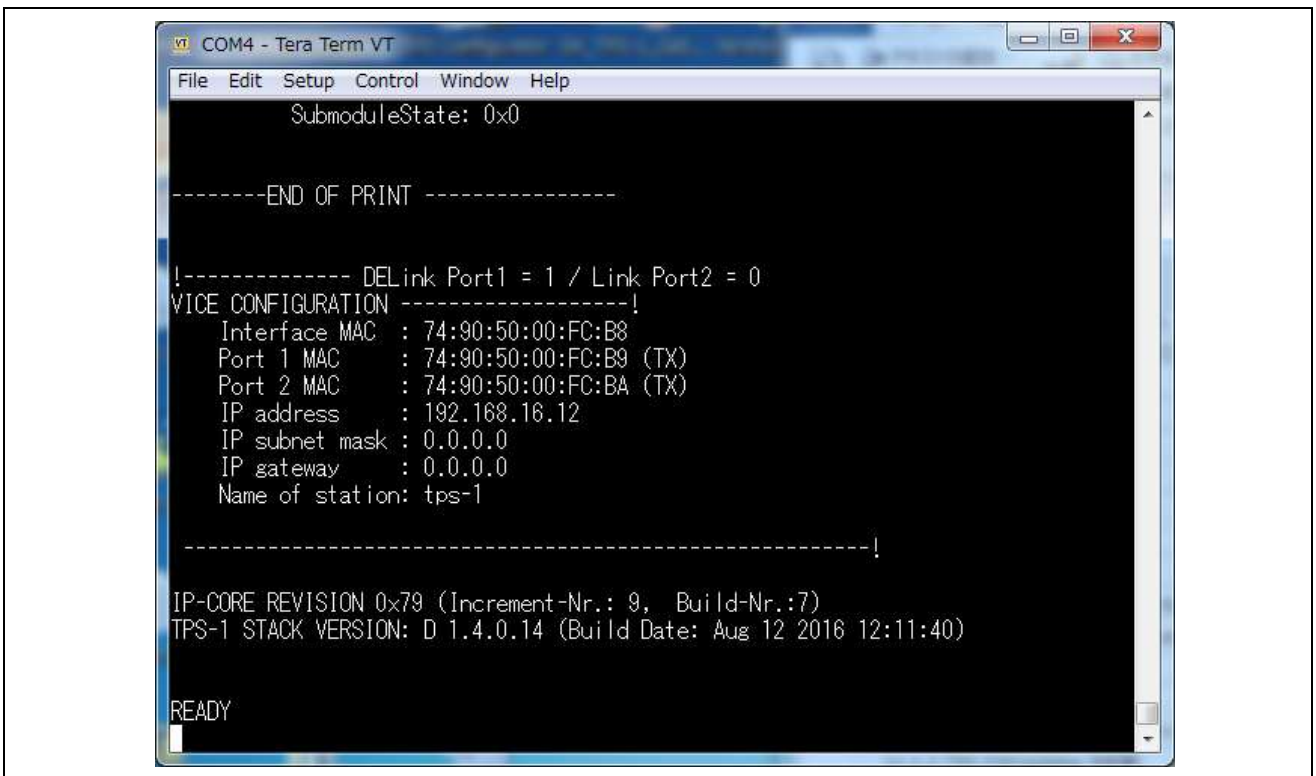 COM4 - Tera Term VT
File Edit Setup Control Window Help
SubmoduleState: 0x0
--------END OF PRINT ----------------
!-------------- DELink Port1 = 1 / Link Port2 = 0
VICE CONFIGURATION -------------------!
Interface MAC : 74:90:50:00:FC:B8
Port 1 MAC : 74:90:50:00:FC:B9 (TX)
Port 2 MAC : 74:90:50:00:FC:BA (TX)
IP address : 192.168.16.12
IP subnet mask : 0.0.0.0
IP gateway : 0.0.0.0
Name of station: tps-1
---------------------------------------------------------!
IP-CORE REVISION 0x79 (Increment-Nr.: 9, Build-Nr.:7)
TPS-1 STACK VERSION: D 1.4.0.14 (Build Date: Aug 12 2016 12:11:40)
READY